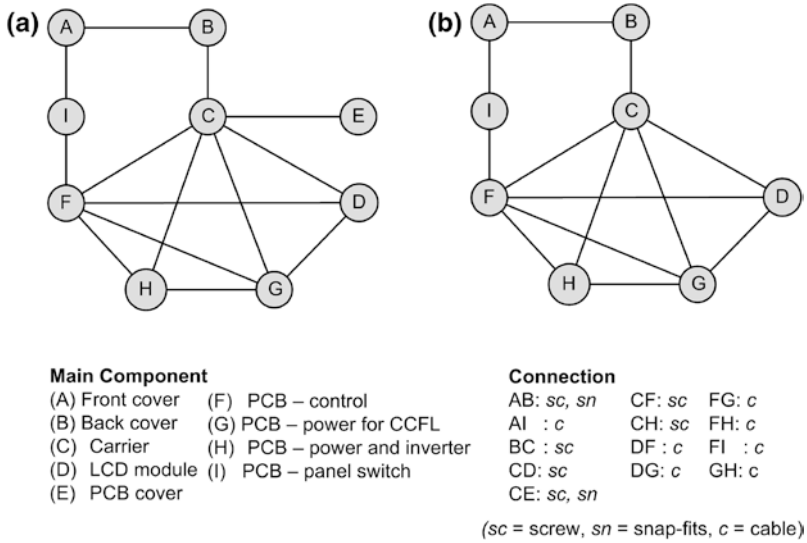 (a)
A
B
I
C
E
F
D
H
G
(b)
A
B
I
C
F
D
H
G
Main Component
(A) Front cover
(B) Back cover
(C) Carrier
(D) LCD module
(E) PCB cover
(F) PCB – control
(G) PCB – power for CCFL
(H) PCB – power and inverter
(I) PCB – panel switch
Connection
AB: sc, sn
AI : c
BC : sc
CD: sc
CE: sc, sn
CF: sc
CH: sc
DF : c
DG: c
FG: c
FH: c
FI : c
GH: c
(sc = screw, sn = snap-fits, c = cable)